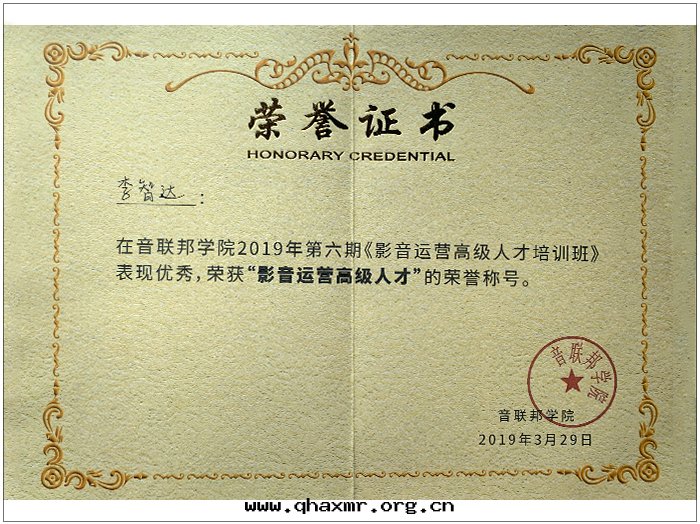 荣誉证书
HONORARY CREDENTIAL
李智达:
在音联邦学院2019年第六期《影音运营高级人才培训班》
表现优秀,荣获“影音运营高级人才”的荣誉称号。
音联邦学院
音联邦学院
2019年3月29日
www.qhaxmr.org.cn